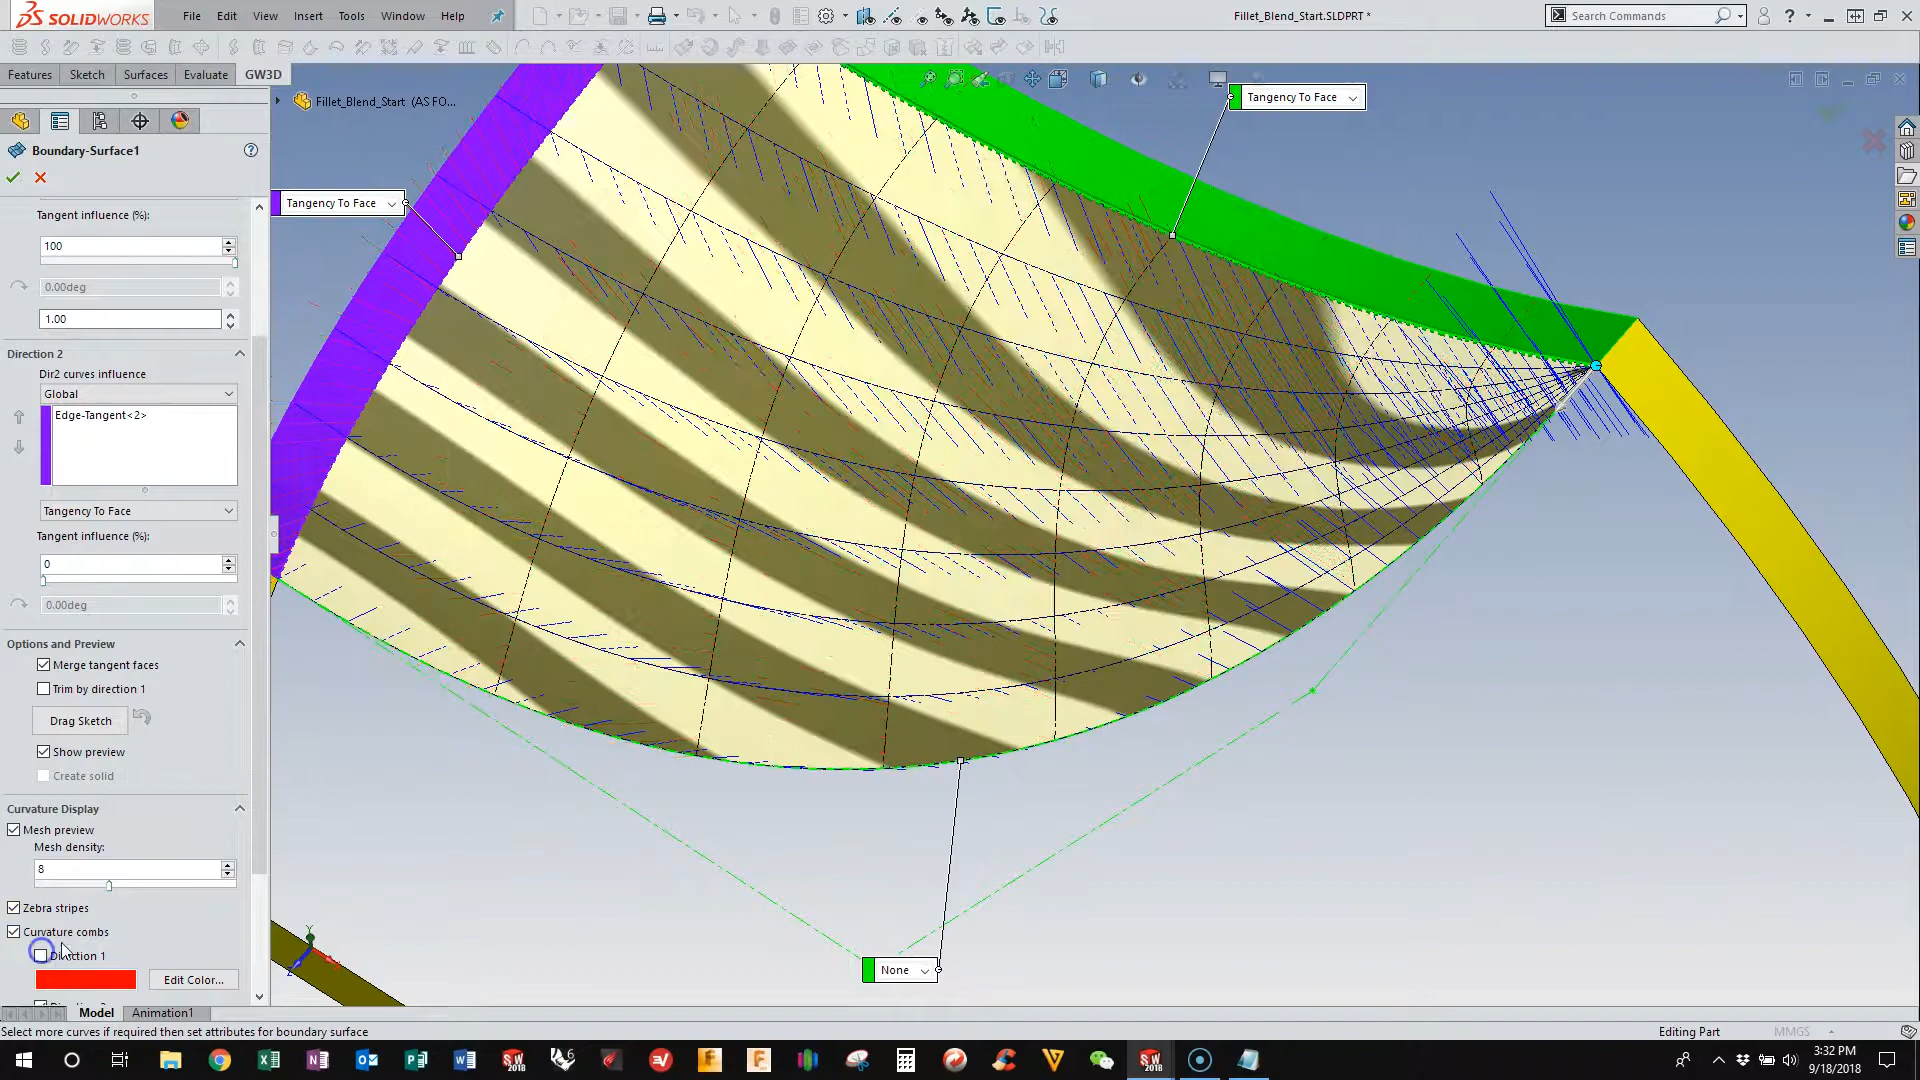 SOLIDWORKS
File Edit View Insert Tools Window Help
Fillet_Blend_Start.SLDPRT *
Search Commands
Features Sketch Surfaces Evaluate GW3D
Fillet_Blend_Start (AS FO...
Tangency To Face
Boundary-Surface1
Tangency To Face
Tangent influence (%):
100
0.00deg
1.00
Direction 2
Dir2 curves influence
Global
Edge-Tangent<2>
Tangency To Face
Tangent influence (%):
0
0.00deg
Options and Preview
Merge tangent faces
Trim by direction 1
Drag Sketch
Show preview
Create solid
Curvature Display
Mesh preview
Mesh density:
8
Zebra stripes
Curvature combs
Direction 1
Edit Color...
None
Y
Z
Model Animation1
Select more curves if required then set attributes for boundary surface
Editing Part
MMGS
SW 2018
SW 2018
3:32 PM
9/18/2018